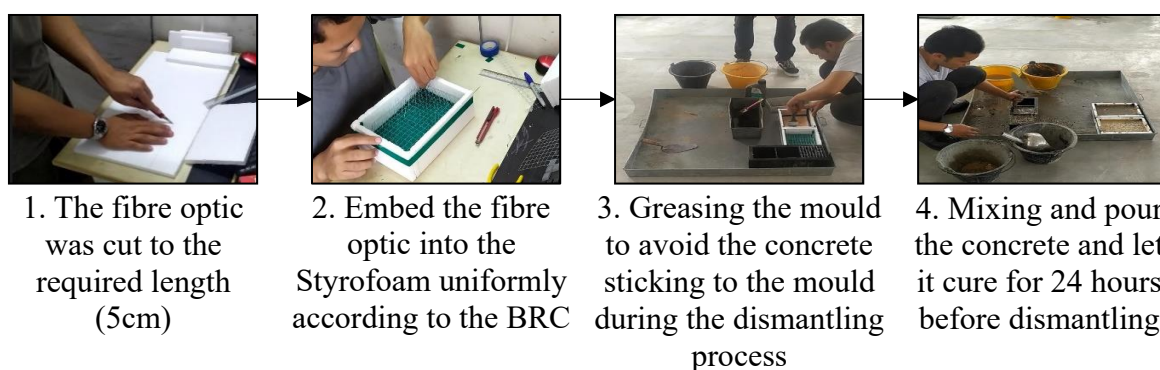 1. The fibre optic
was cut to the
required length
(5cm)
2. Embed the fibre
optic into the
Styrofoam uniformly
according to the BRC
3. Greasing the mould
to avoid the concrete
sticking to the mould
during the dismantling
process
4. Mixing and pour
the concrete and let
it cure for 24 hours
before dismantling